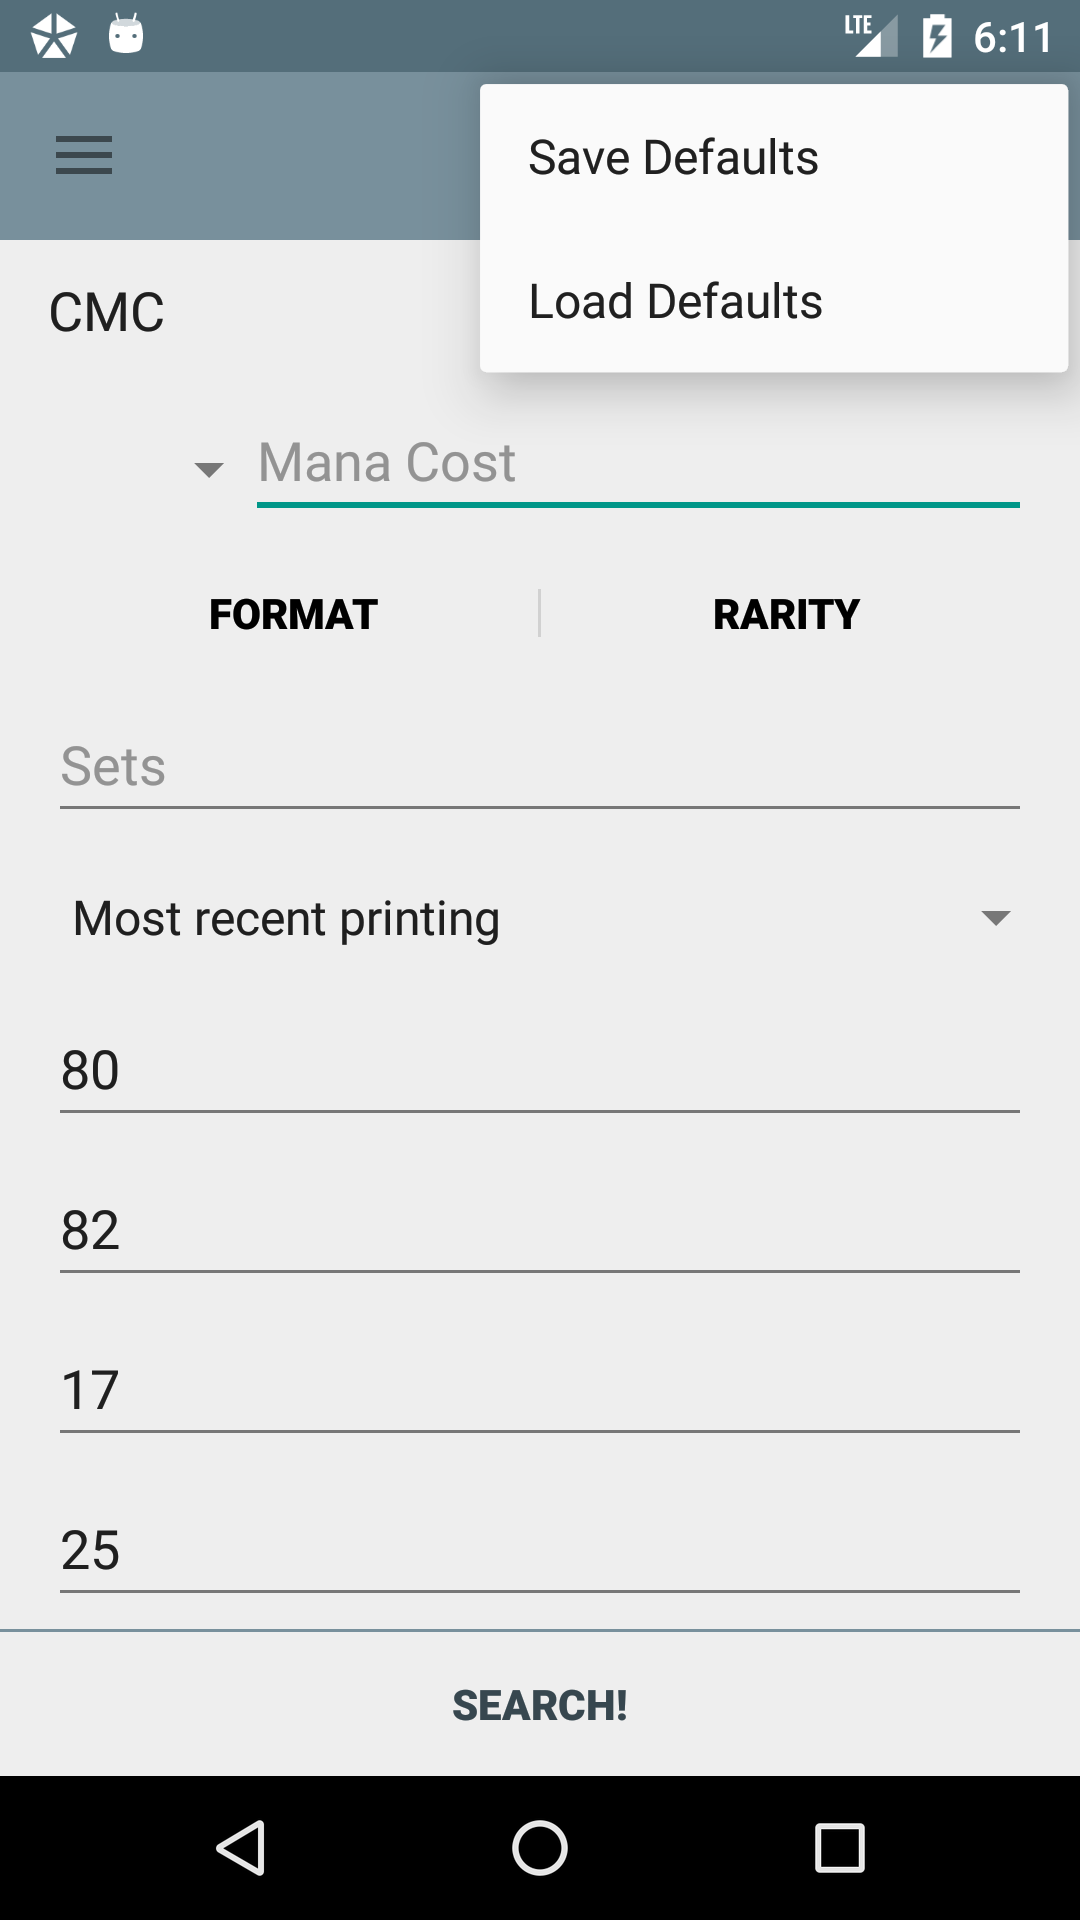 LTE 6:11
Save Defaults
Load Defaults
CMC
Mana Cost
FORMAT RARITY
Sets
Most recent printing
80
82
17
25
SEARCH!